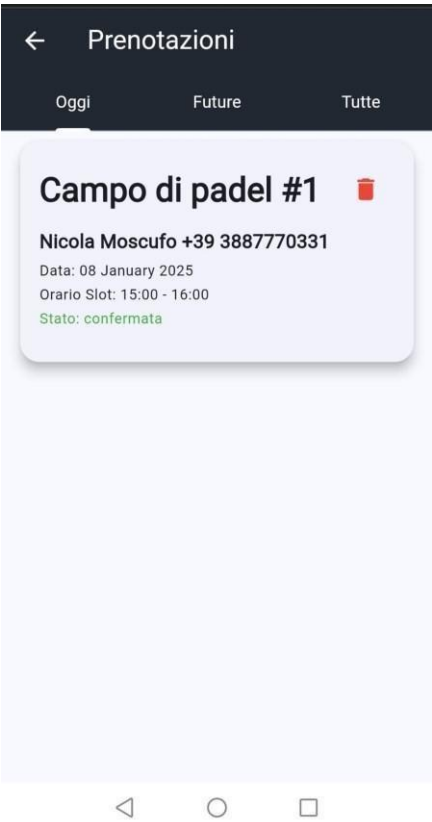 Prenotazioni
Oggi Future Tutte
Campo di padel #1
Nicola Moscufo +39 3887770331
Data: 08 January 2025
Orario Slot: 15:00 - 16:00
Stato: confermata